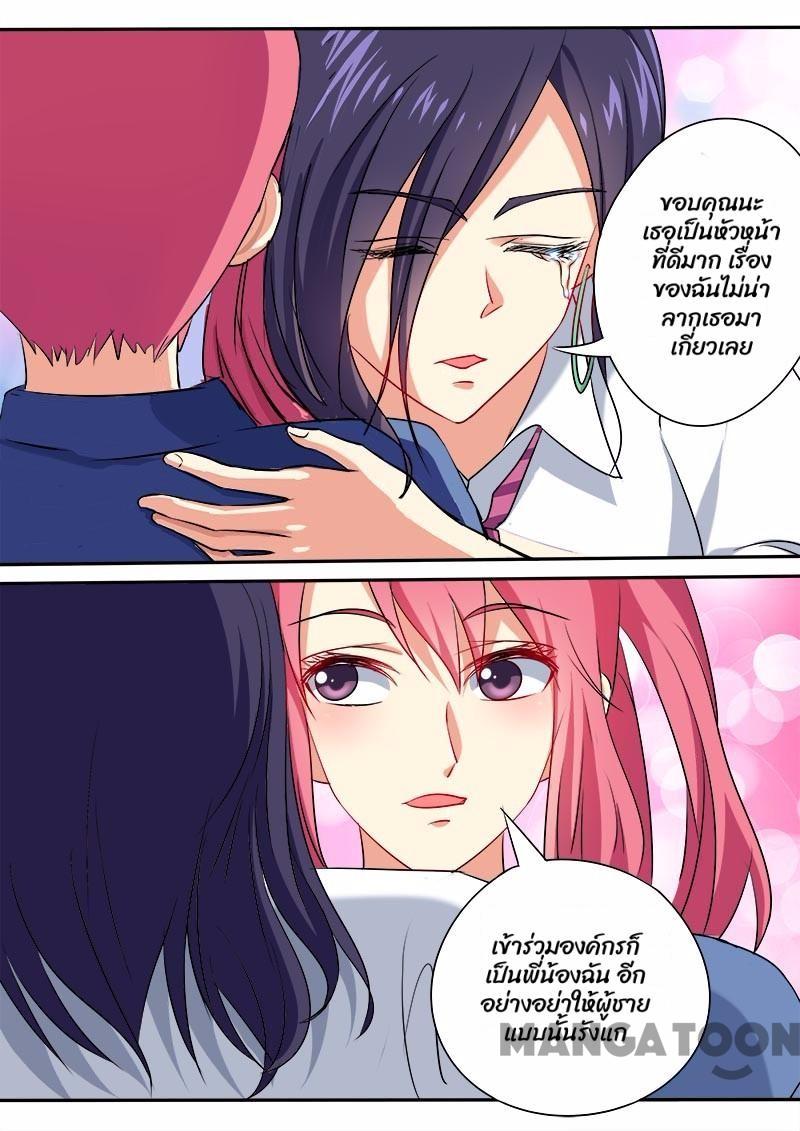 ขอบคุณนะ
เธอเป็นหัวหน้า
ที่ดีมาก เรื่อง
ของฉันไม่น่า
ลากเธอมา
เกี่ยวเลย
เข้าร่วมองค์กรก็
เป็นพี่น้องฉัน อีก
อย่างอย่าให้ผู้ชาย
แบบนั้นรังแก
MANGATOON